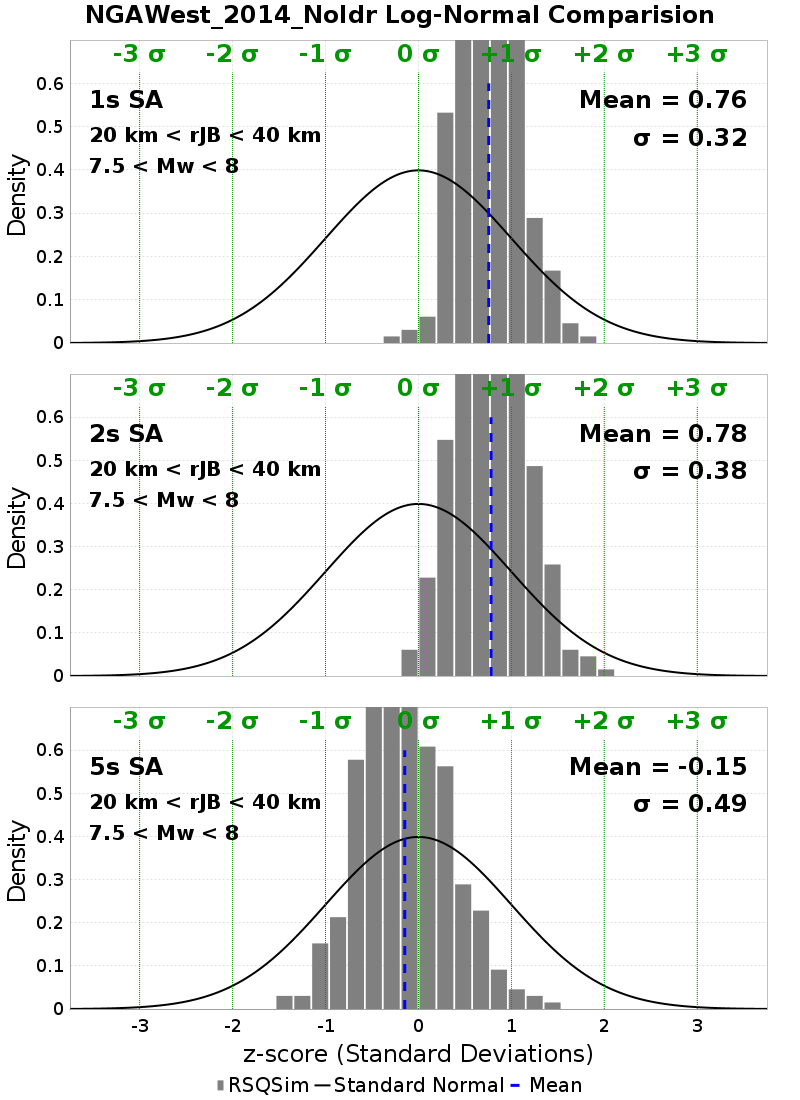 NGAWest_2014_NoIdr Log-Normal Comparision
-3 σ -2 σ -1 σ 0 σ +1 σ +2 σ +3 σ
1s SA
Mean = 0.76
20 km < rJB < 40 km
σ = 0.32
7.5 < Mw < 8
Density
0.6
0.5
0.4
0.3
0.2
0.1
0
-3 σ -2 σ -1 σ 0 σ +1 σ +2 σ +3 σ
2s SA
Mean = 0.78
20 km < rJB < 40 km
σ = 0.38
7.5 < Mw < 8
Density
0.6
0.5
0.4
0.3
0.2
0.1
0
-3 σ -2 σ -1 σ 0 σ +1 σ +2 σ +3 σ
5s SA
Mean = -0.15
20 km < rJB < 40 km
σ = 0.49
7.5 < Mw < 8
Density
0.6
0.5
0.4
0.3
0.2
0.1
0
-3 -2 -1 0 1 2 3
z-score (Standard Deviations)
RSQSim Standard Normal Mean